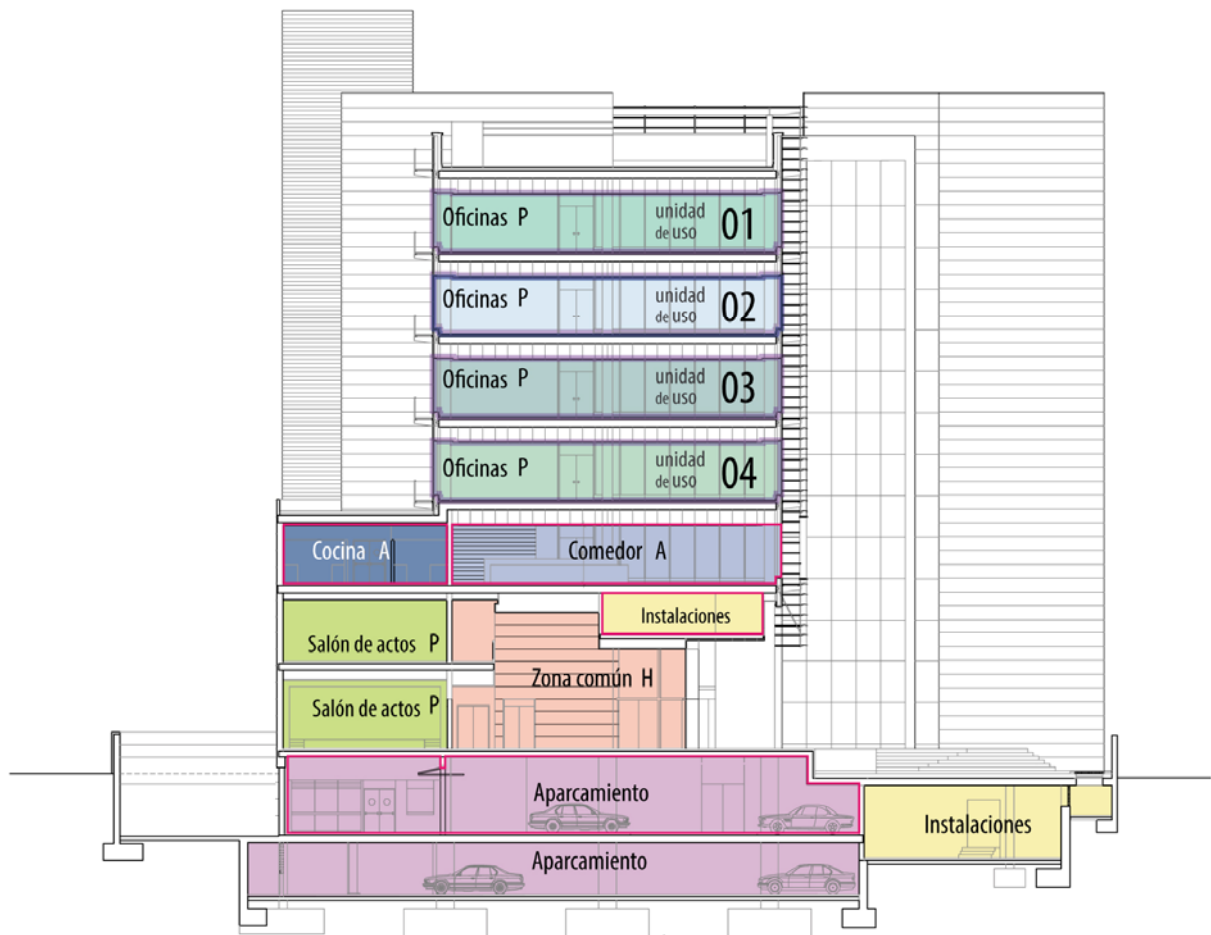 Oficinas P unidad de uso 01
Oficinas P unidad de uso 02
Oficinas P unidad de uso 03
Oficinas P unidad de uso 04
Cocina A
Comedor A
Instalaciones
Salón de actos P
Zona común H
Salón de actos P
Aparcamiento
Instalaciones
Aparcamiento